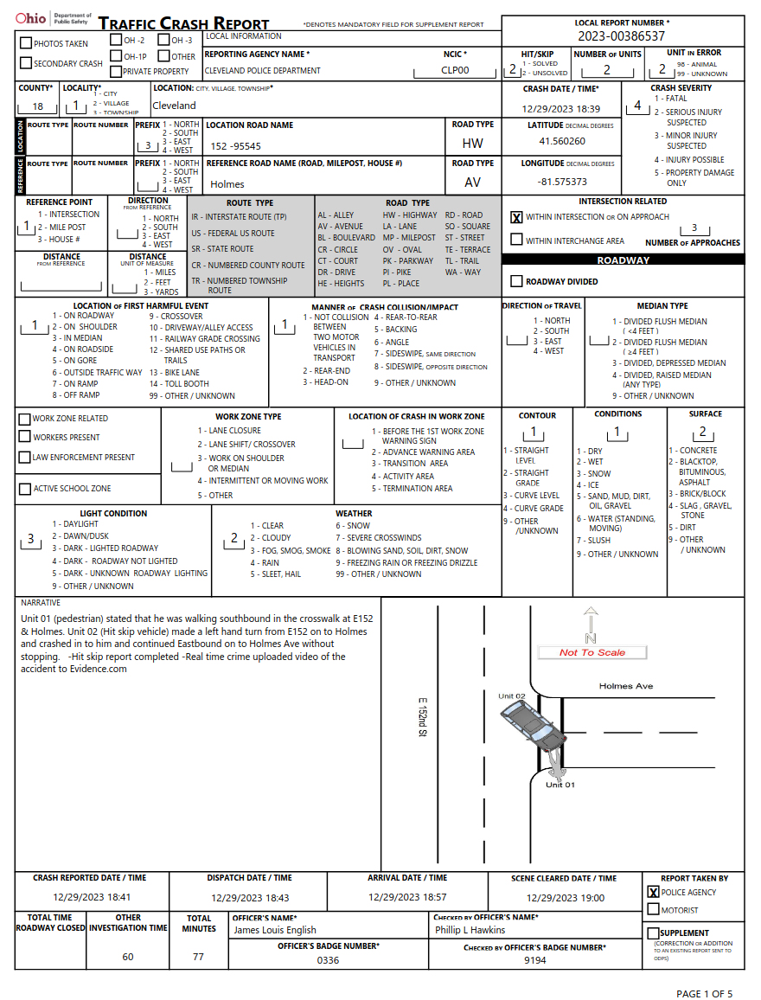 Ohio Department of Public Safety
TRAFFIC CRASH REPORT
*DENOTES MANDATORY FIELD FOR SUPPLEMENT REPORT
LOCAL REPORT NUMBER *
2023-00386537
PHOTOS TAKEN
SECONDARY CRASH
OH -2
OH -3
OH-1P
OTHER
PRIVATE PROPERTY
LOCAL INFORMATION
REPORTING AGENCY NAME *
CLEVELAND POLICE DEPARTMENT
NCIC *
CLP00
HIT/SKIP
2
1 - SOLVED
2 - UNSOLVED
NUMBER OF UNITS
2
UNIT IN ERROR
2
98 - ANIMAL
99 - UNKNOWN
COUNTY*
18
LOCALITY*
1
1 - CITY
2 - VILLAGE
3 - TOWNSHIP
LOCATION: CITY, VILLAGE, TOWNSHIP*
Cleveland
CRASH DATE / TIME*
12/29/2023 18:39
CRASH SEVERITY
4
1 - FATAL
2 - SERIOUS INJURY SUSPECTED
3 - MINOR INJURY SUSPECTED
4 - INJURY POSSIBLE
5 - PROPERTY DAMAGE ONLY
LOCATION
ROUTE TYPE
ROUTE NUMBER
PREFIX
3
1 - NORTH
2 - SOUTH
3 - EAST
4 - WEST
LOCATION ROAD NAME
152 -95545
ROAD TYPE
HW
LATITUDE DECIMAL DEGREES
41.560260
REFERENCE
ROUTE TYPE
ROUTE NUMBER
PREFIX
1 - NORTH
2 - SOUTH
3 - EAST
4 - WEST
REFERENCE ROAD NAME (ROAD, MILEPOST, HOUSE #)
Holmes
ROAD TYPE
AV
LONGITUDE DECIMAL DEGREES
-81.575373
REFERENCE POINT
1
1 - INTERSECTION
2 - MILE POST
3 - HOUSE #
DIRECTION
FROM REFERENCE
1 - NORTH
2 - SOUTH
3 - EAST
4 - WEST
DISTANCE
FROM REFERENCE
DISTANCE
UNIT OF MEASURE
1 - MILES
2 - FEET
3 - YARDS
ROUTE TYPE
IR - INTERSTATE ROUTE (TP)
US - FEDERAL US ROUTE
SR - STATE ROUTE
CR - NUMBERED COUNTY ROUTE
TR - NUMBERED TOWNSHIP
ROUTE
ROAD TYPE
AL - ALLEY HW - HIGHWAY RD - ROAD
AV - AVENUE LA - LANE SQ - SQUARE
BL - BOULEVARD MP - MILEPOST ST - STREET
CR - CIRCLE OV - OVAL TE - TERRACE
CT - COURT PK - PARKWAY TL - TRAIL
DR - DRIVE PI - PIKE WA - WAY
HE - HEIGHTS PL - PLACE
INTERSECTION RELATED
X WITHIN INTERSECTION OR ON APPROACH
WITHIN INTERCHANGE AREA
3
NUMBER OF APPROACHES
ROADWAY
ROADWAY DIVIDED
LOCATION OF FIRST HARMFUL EVENT
1
1 - ON ROADWAY
2 - ON SHOULDER
3 - IN MEDIAN
4 - ON ROADSIDE
5 - ON GORE
6 - OUTSIDE TRAFFIC WAY
7 - ON RAMP
8 - OFF RAMP
9 - CROSSOVER
10 - DRIVEWAY/ALLEY ACCESS
11 - RAILWAY GRADE CROSSING
12 - SHARED USE PATHS OR
TRAILS
13 - BIKE LANE
14 - TOLL BOOTH
99 - OTHER / UNKNOWN
MANNER OF CRASH COLLISION/IMPACT
1
1 - NOT COLLISION
BETWEEN
TWO MOTOR
VEHICLES IN
TRANSPORT
2 - REAR-END
3 - HEAD-ON
4 - REAR-TO-REAR
5 - BACKING
6 - ANGLE
7 - SIDESWIPE, SAME DIRECTION
8 - SIDESWIPE, OPPOSITE DIRECTION
9 - OTHER / UNKNOWN
DIRECTION OF TRAVEL
1 - NORTH
2 - SOUTH
3 - EAST
4 - WEST
MEDIAN TYPE
1 - DIVIDED FLUSH MEDIAN
( <4 FEET )
2 - DIVIDED FLUSH MEDIAN
( ≥4 FEET )
3 - DIVIDED, DEPRESSED MEDIAN
4 - DIVIDED, RAISED MEDIAN
(ANY TYPE)
9 - OTHER / UNKNOWN
WORK ZONE RELATED
WORKERS PRESENT
LAW ENFORCEMENT PRESENT
ACTIVE SCHOOL ZONE
WORK ZONE TYPE
1 - LANE CLOSURE
2 - LANE SHIFT/ CROSSOVER
3 - WORK ON SHOULDER
OR MEDIAN
4 - INTERMITTENT OR MOVING WORK
5 - OTHER
LOCATION OF CRASH IN WORK ZONE
1 - BEFORE THE 1ST WORK ZONE
WARNING SIGN
2 - ADVANCE WARNING AREA
3 - TRANSITION AREA
4 - ACTIVITY AREA
5 - TERMINATION AREA
CONTOUR
1
1 - STRAIGHT
LEVEL
2 - STRAIGHT
GRADE
3 - CURVE LEVEL
4 - CURVE GRADE
9 - OTHER
/UNKNOWN
CONDITIONS
1
1 - DRY
2 - WET
3 - SNOW
4 - ICE
5 - SAND, MUD, DIRT,
OIL, GRAVEL
6 - WATER (STANDING,
MOVING)
7 - SLUSH
9 - OTHER / UNKNOWN
SURFACE
2
1 - CONCRETE
2 - BLACKTOP,
BITUMINOUS,
ASPHALT
3 - BRICK/BLOCK
4 - SLAG , GRAVEL,
STONE
5 - DIRT
9 - OTHER
/ UNKNOWN
LIGHT CONDITION
3
1 - DAYLIGHT
2 - DAWN/DUSK
3 - DARK - LIGHTED ROADWAY
4 - DARK - ROADWAY NOT LIGHTED
5 - DARK - UNKNOWN ROADWAY LIGHTING
9 - OTHER / UNKNOWN
WEATHER
2
1 - CLEAR
2 - CLOUDY
3 - FOG, SMOG, SMOKE
4 - RAIN
5 - SLEET, HAIL
6 - SNOW
7 - SEVERE CROSSWINDS
8 - BLOWING SAND, SOIL, DIRT, SNOW
9 - FREEZING RAIN OR FREEZING DRIZZLE
99 - OTHER / UNKNOWN
NARRATIVE
Unit 01 (pedestrian) stated that he was walking southbound in the crosswalk at E152
& Holmes. Unit 02 (Hit skip vehicle) made a left hand turn from E152 on to Holmes
and crashed in to him and continued Eastbound on to Holmes Ave without
stopping. -Hit skip report completed -Real time crime uploaded video of the
accident to Evidence.com
N
Not To Scale
Holmes Ave
Unit 02
E 152nd St
Unit 01
CRASH REPORTED DATE / TIME
12/29/2023 18:41
DISPATCH DATE / TIME
12/29/2023 18:43
ARRIVAL DATE / TIME
12/29/2023 18:57
SCENE CLEARED DATE / TIME
12/29/2023 19:00
REPORT TAKEN BY
X POLICE AGENCY
MOTORIST
TOTAL TIME
ROADWAY CLOSED
OTHER
INVESTIGATION TIME
60
TOTAL
MINUTES
77
OFFICER'S NAME*
James Louis English
CHECKED BY OFFICER'S NAME*
Phillip L Hawkins
OFFICER'S BADGE NUMBER*
0336
CHECKED BY OFFICER'S BADGE NUMBER*
9194
SUPPLEMENT
(CORRECTION OR ADDITION
TO AN EXISTING REPORT SENT TO
ODPS)
PAGE 1 OF 5